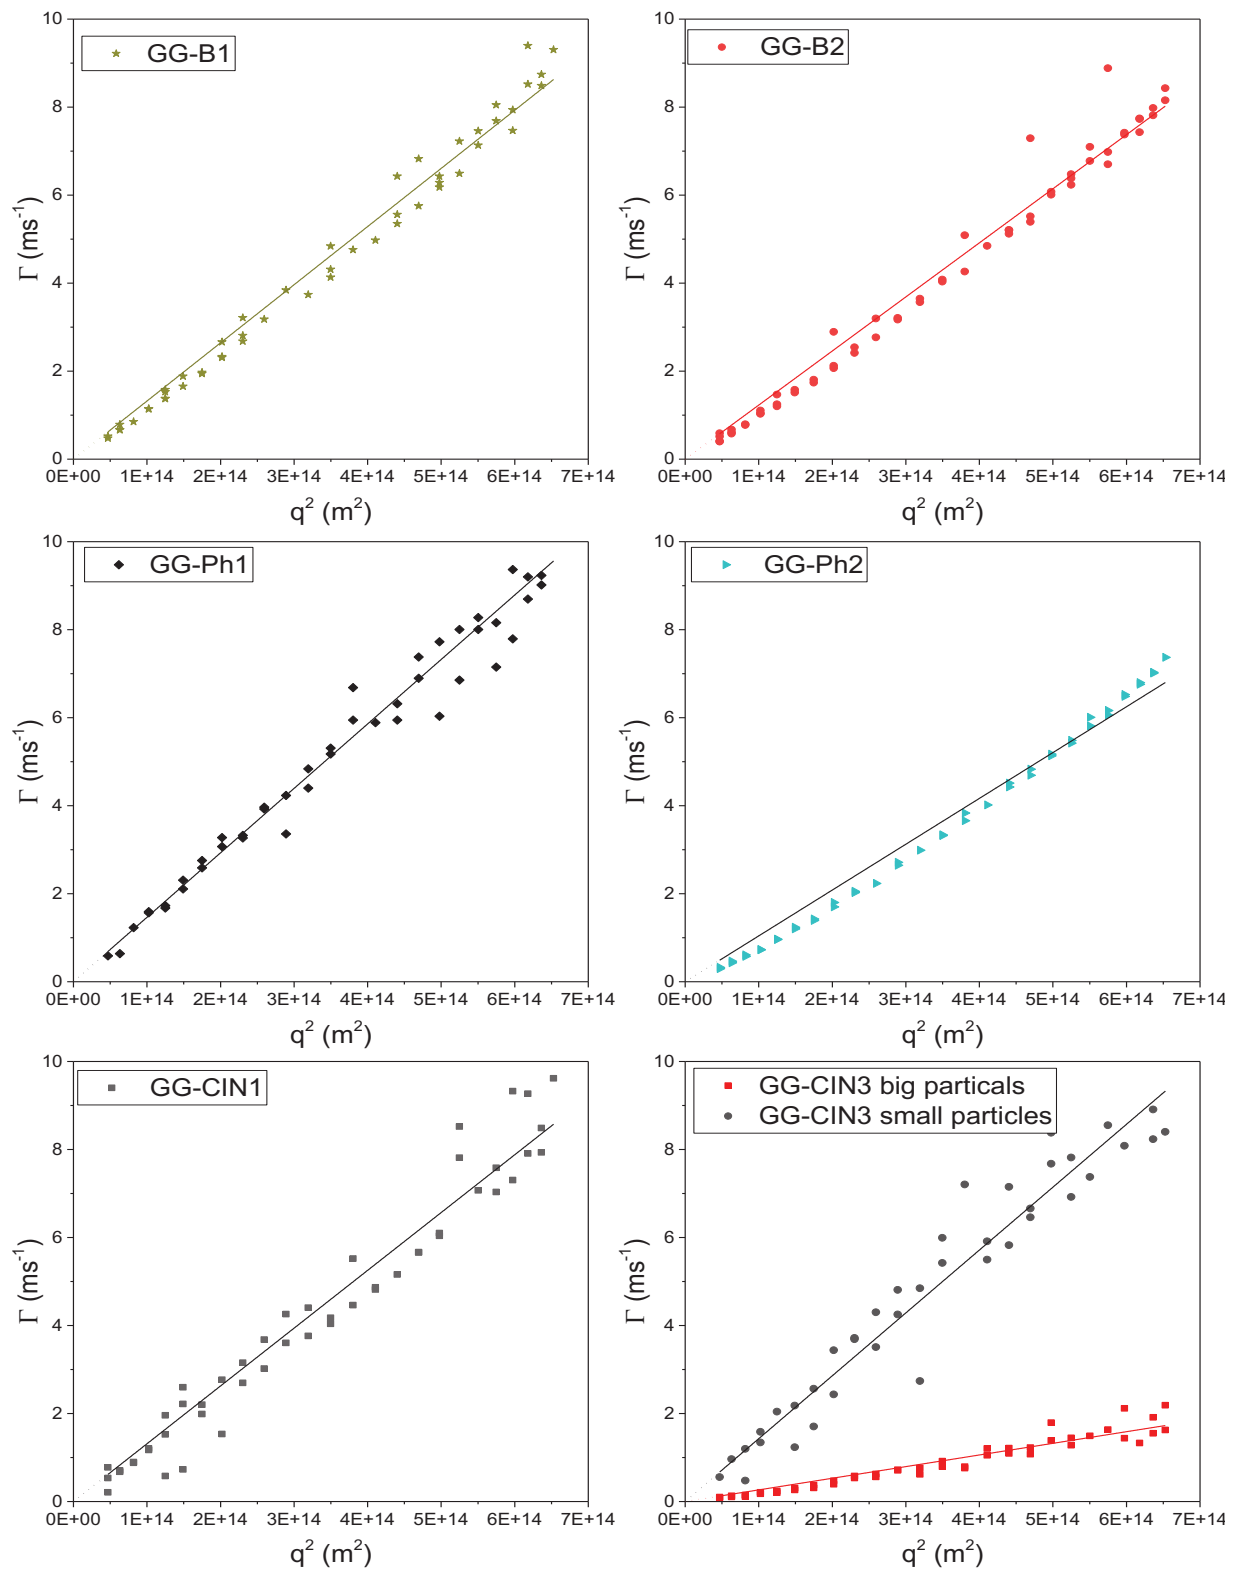 GG-B1
10
8
6
4
2
0
Γ (ms⁻¹)
0E+00 1E+14 2E+14 3E+14 4E+14 5E+14 6E+14 7E+14
q² (m²)
GG-B2
10
8
6
4
2
0
Γ (ms⁻¹)
0E+00 1E+14 2E+14 3E+14 4E+14 5E+14 6E+14 7E+14
q² (m²)
GG-Ph1
10
8
6
4
2
0
Γ (ms⁻¹)
0E+00 1E+14 2E+14 3E+14 4E+14 5E+14 6E+14 7E+14
q² (m²)
GG-Ph2
10
8
6
4
2
0
Γ (ms⁻¹)
0E+00 1E+14 2E+14 3E+14 4E+14 5E+14 6E+14 7E+14
q² (m²)
GG-CIN1
10
8
6
4
2
0
Γ (ms⁻¹)
0E+00 1E+14 2E+14 3E+14 4E+14 5E+14 6E+14 7E+14
q² (m²)
GG-CIN3 big particals
GG-CIN3 small particles
10
8
6
4
2
0
Γ (ms⁻¹)
0E+00 1E+14 2E+14 3E+14 4E+14 5E+14 6E+14 7E+14
q² (m²)